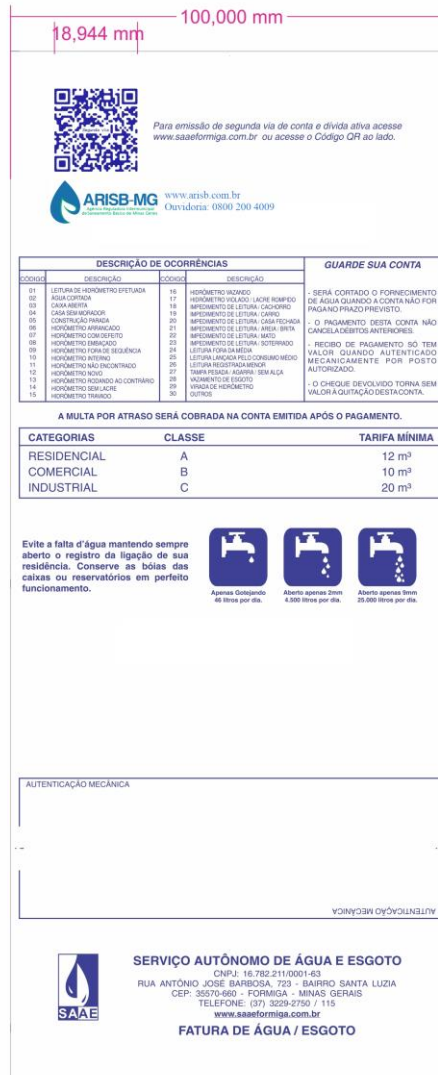 100,000 mm
18,944 mm
Segunda via
Para emissão de segunda via de conta e dívida ativa acesse
www.saaeformiga.com.br ou acesse o Código QR ao lado.
ARISB-MG
www.arisb.com.br
Ouvidoria: 0800 200 4009
DESCRIÇÃO DE OCORRÊNCIAS
CÓDIGO DESCRIÇÃO CÓDIGO DESCRIÇÃO
01 LEITURA DE HIDRÔMETRO EFETUADA 16 HIDRÔMETRO VAZANDO
02 ÁGUA CORTADA 17 HIDRÔMETRO VIOLADO / LACRE ROMPIDO
03 CAIXA ABERTA 18 IMPEDIMENTO DE LEITURA / CACHORRO
04 CASA SEM MORADOR 19 IMPEDIMENTO DE LEITURA / CARRO
05 CONSTRUÇÃO PARADA 20 IMPEDIMENTO DE LEITURA / CASA FECHADA
06 HIDRÔMETRO ARRANCADO 21 IMPEDIMENTO DE LEITURA / AREIA / BRITA
07 HIDRÔMETRO COM DEFEITO 22 IMPEDIMENTO DE LEITURA / MATO
08 HIDRÔMETRO EMBAÇADO 23 IMPEDIMENTO DE LEITURA / SOTERRADO
09 HIDRÔMETRO FORA DE SEQUÊNCIA 24 LEITURA FORA DA MÉDIA
10 HIDRÔMETRO INTERNO 25 LEITURA LANÇADA PELO CONSUMO MÉDIO
11 HIDRÔMETRO NÃO ENCONTRADO 26 LEITURA REGISTRADA MENOR
12 HIDRÔMETRO NOVO 27 TAMPA PESADA / AGARRA / SEM ALÇA
13 HIDRÔMETRO RODANDO AO CONTRÁRIO 28 VAZAMENTO DE ESGOTO
14 HIDRÔMETRO SEM LACRE 29 VIRADA DE HIDRÔMETRO
15 HIDRÔMETRO TRAVADO 30 OUTROS
GUARDE SUA CONTA
- SERÁ CORTADO O FORNECIMENTO
DE ÁGUA QUANDO A CONTA NÃO FOR
PAGA NO PRAZO PREVISTO.
- O PAGAMENTO DESTA CONTA NÃO
CANCELA DÉBITOS ANTERIORES.
- RECIBO DE PAGAMENTO SÓ TEM
VALOR QUANDO AUTENTICADO
MECANICAMENTE POR POSTO
AUTORIZADO.
- O CHEQUE DEVOLVIDO TORNA SEM
VALOR A QUITAÇÃO DESTA CONTA.
A MULTA POR ATRASO SERÁ COBRADA NA CONTA EMITIDA APÓS O PAGAMENTO.
CATEGORIAS CLASSE TARIFA MÍNIMA
RESIDENCIAL A 12 m³
COMERCIAL B 10 m³
INDUSTRIAL C 20 m³
Evite a falta d'água mantendo sempre
aberto o registro da ligação de sua
residência. Conserve as bóias das
caixas ou reservatórios em perfeito
funcionamento.
Apenas Gotejando
46 litros por dia.
Aberto apenas 2mm
4.500 litros por dia.
Aberto apenas 9mm
25.000 litros por dia.
AUTENTICAÇÃO MECÂNICA
AUTENTICAÇÃO MECÂNICA
SAAE
SERVIÇO AUTÔNOMO DE ÁGUA E ESGOTO
CNPJ: 16.782.211/0001-63
RUA ANTÔNIO JOSÉ BARBOSA, 723 - BAIRRO SANTA LUZIA
CEP: 35570-660 - FORMIGA - MINAS GERAIS
TELEFONE: (37) 3229-2750 / 115
www.saaeformiga.com.br
FATURA DE ÁGUA / ESGOTO